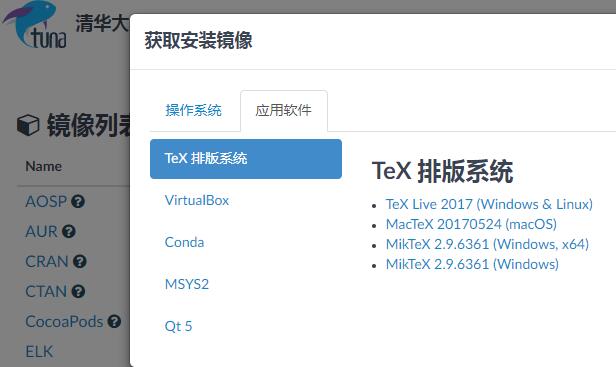 tuna
清华大
获取安装镜像
操作系统
应用软件
镜像列表
Name
AOSP
AUR
CRAN
CTAN
CocoaPods
ELK
TeX 排版系统
VirtualBox
Conda
MSYS2
Qt 5
TeX 排版系统
TeX Live 2017 (Windows & Linux)
MacTeX 20170524 (macOS)
MikTeX 2.9.6361 (Windows, x64)
MikTeX 2.9.6361 (Windows)